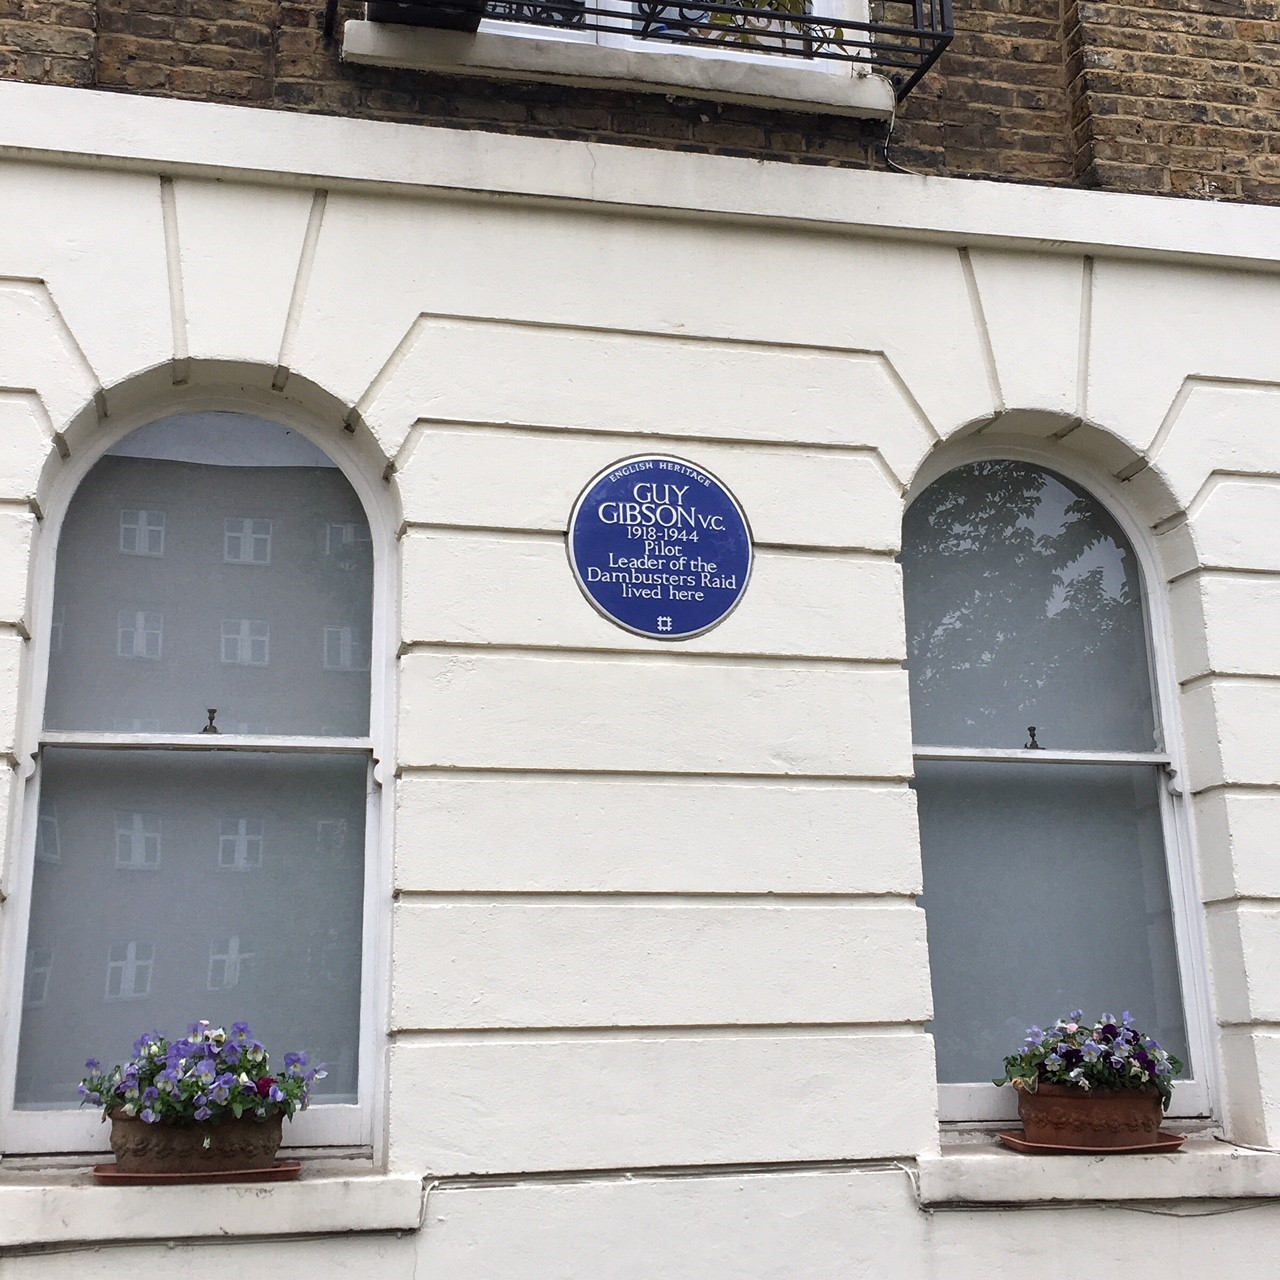 ENGLISH HERITAGE
GUY
GIBSON V.C.
1918-1944
Pilot
Leader of the
Dambusters Raid
lived here